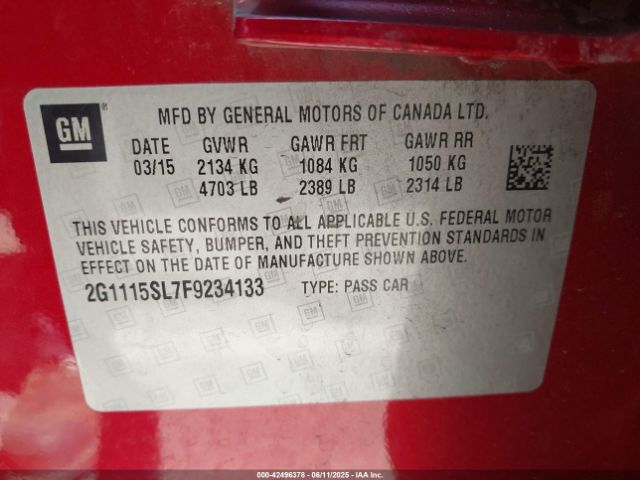 GM
MFD BY GENERAL MOTORS OF CANADA LTD.
DATE GVWR GAWR FRT GAWR RR
03/15 2134 KG 1084 KG 1050 KG
4703 LB 2389 LB 2314 LB
THIS VEHICLE CONFORMS TO ALL APPLICABLE U.S. FEDERAL MOTOR
VEHICLE SAFETY, BUMPER, AND THEFT PREVENTION STANDARDS IN
EFFECT ON THE DATE OF MANUFACTURE SHOWN ABOVE.
2G1115SL7F9234133 TYPE: PASS CAR
000-42496378 - 06/11/2025 - IAA Inc.